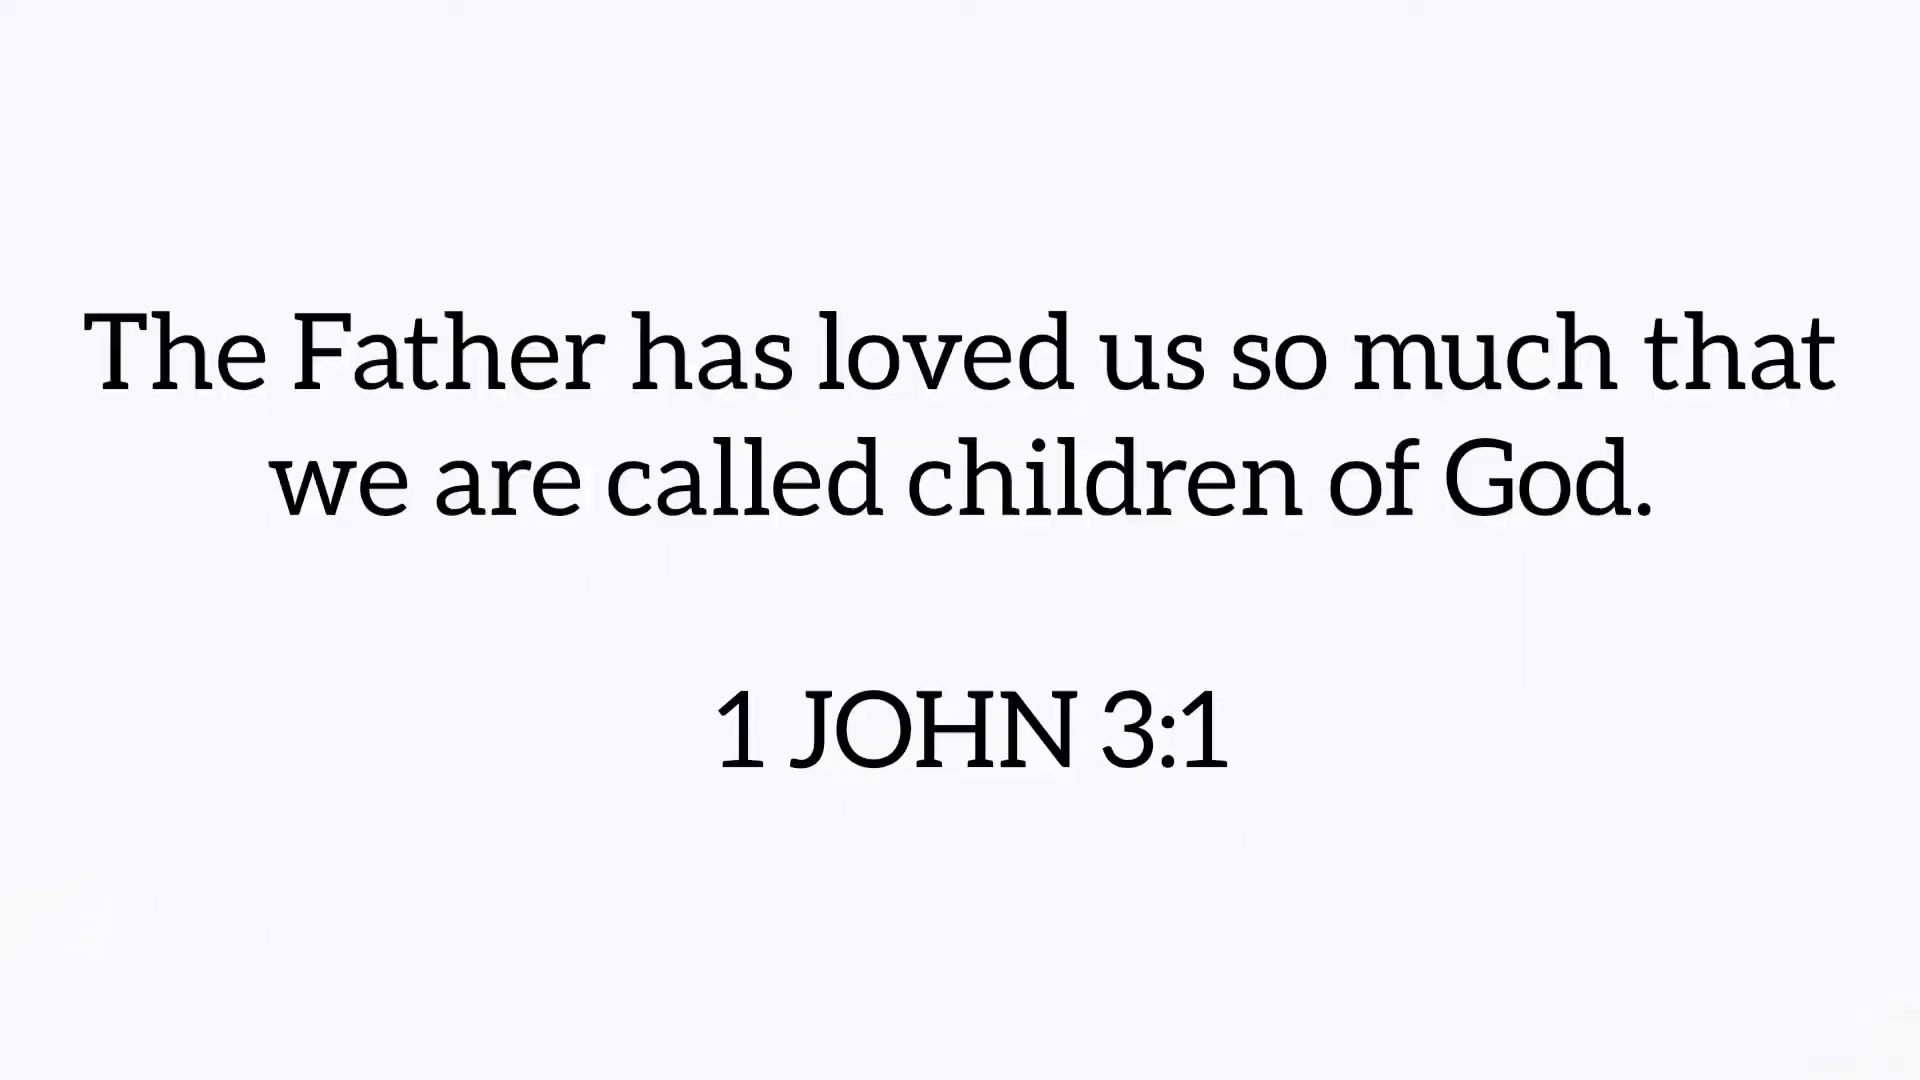 The Father has loved us so much that
we are called children of God.
1 JOHN 3:1